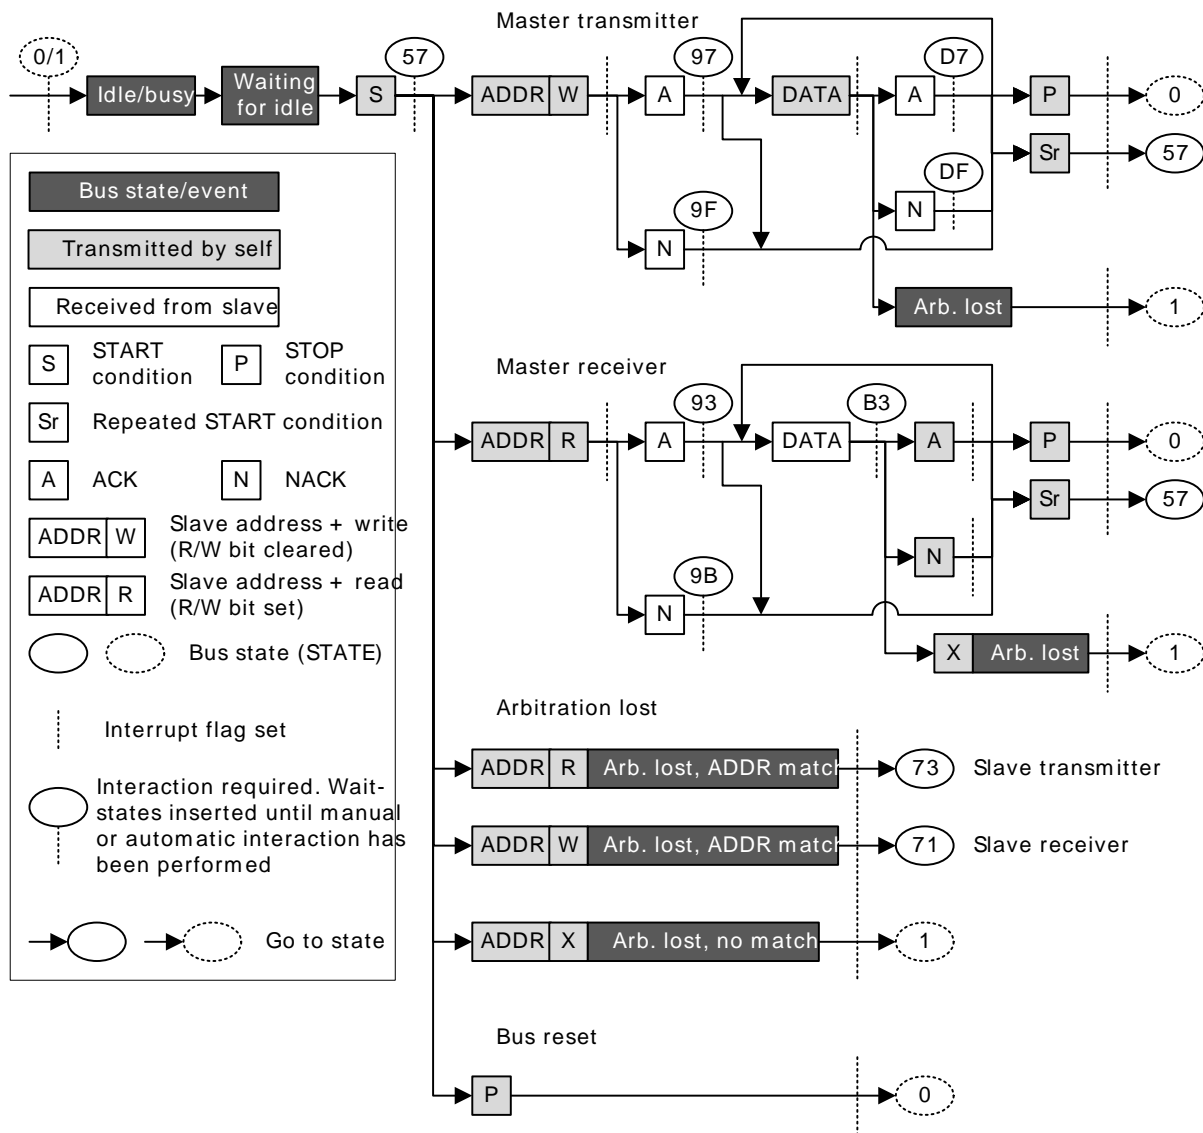 Master transmitter
0/1
57
97
D7
Idle/busy
Waiting
for idle
S
ADDR W
A
DATA
A
P
0
Sr
57
DF
N
9F
N
Arb. lost
1
Bus state/event
Transmitted by self
Received from slave
S START
condition
P STOP
condition
Sr Repeated START condition
A ACK
N NACK
ADDR W Slave address + write
(R/W bit cleared)
ADDR R Slave address + read
(R/W bit set)
Bus state (STATE)
Interrupt flag set
Interaction required. Wait-
states inserted until manual
or automatic interaction has
been performed
Go to state
Master receiver
93
B3
ADDR R
A
DATA
A
P
0
Sr
57
N
9B
N
X Arb. lost
1
Arbitration lost
ADDR R Arb. lost, ADDR match
73 Slave transmitter
ADDR W Arb. lost, ADDR match
71 Slave receiver
ADDR X Arb. lost, no match
1
Bus reset
P
0